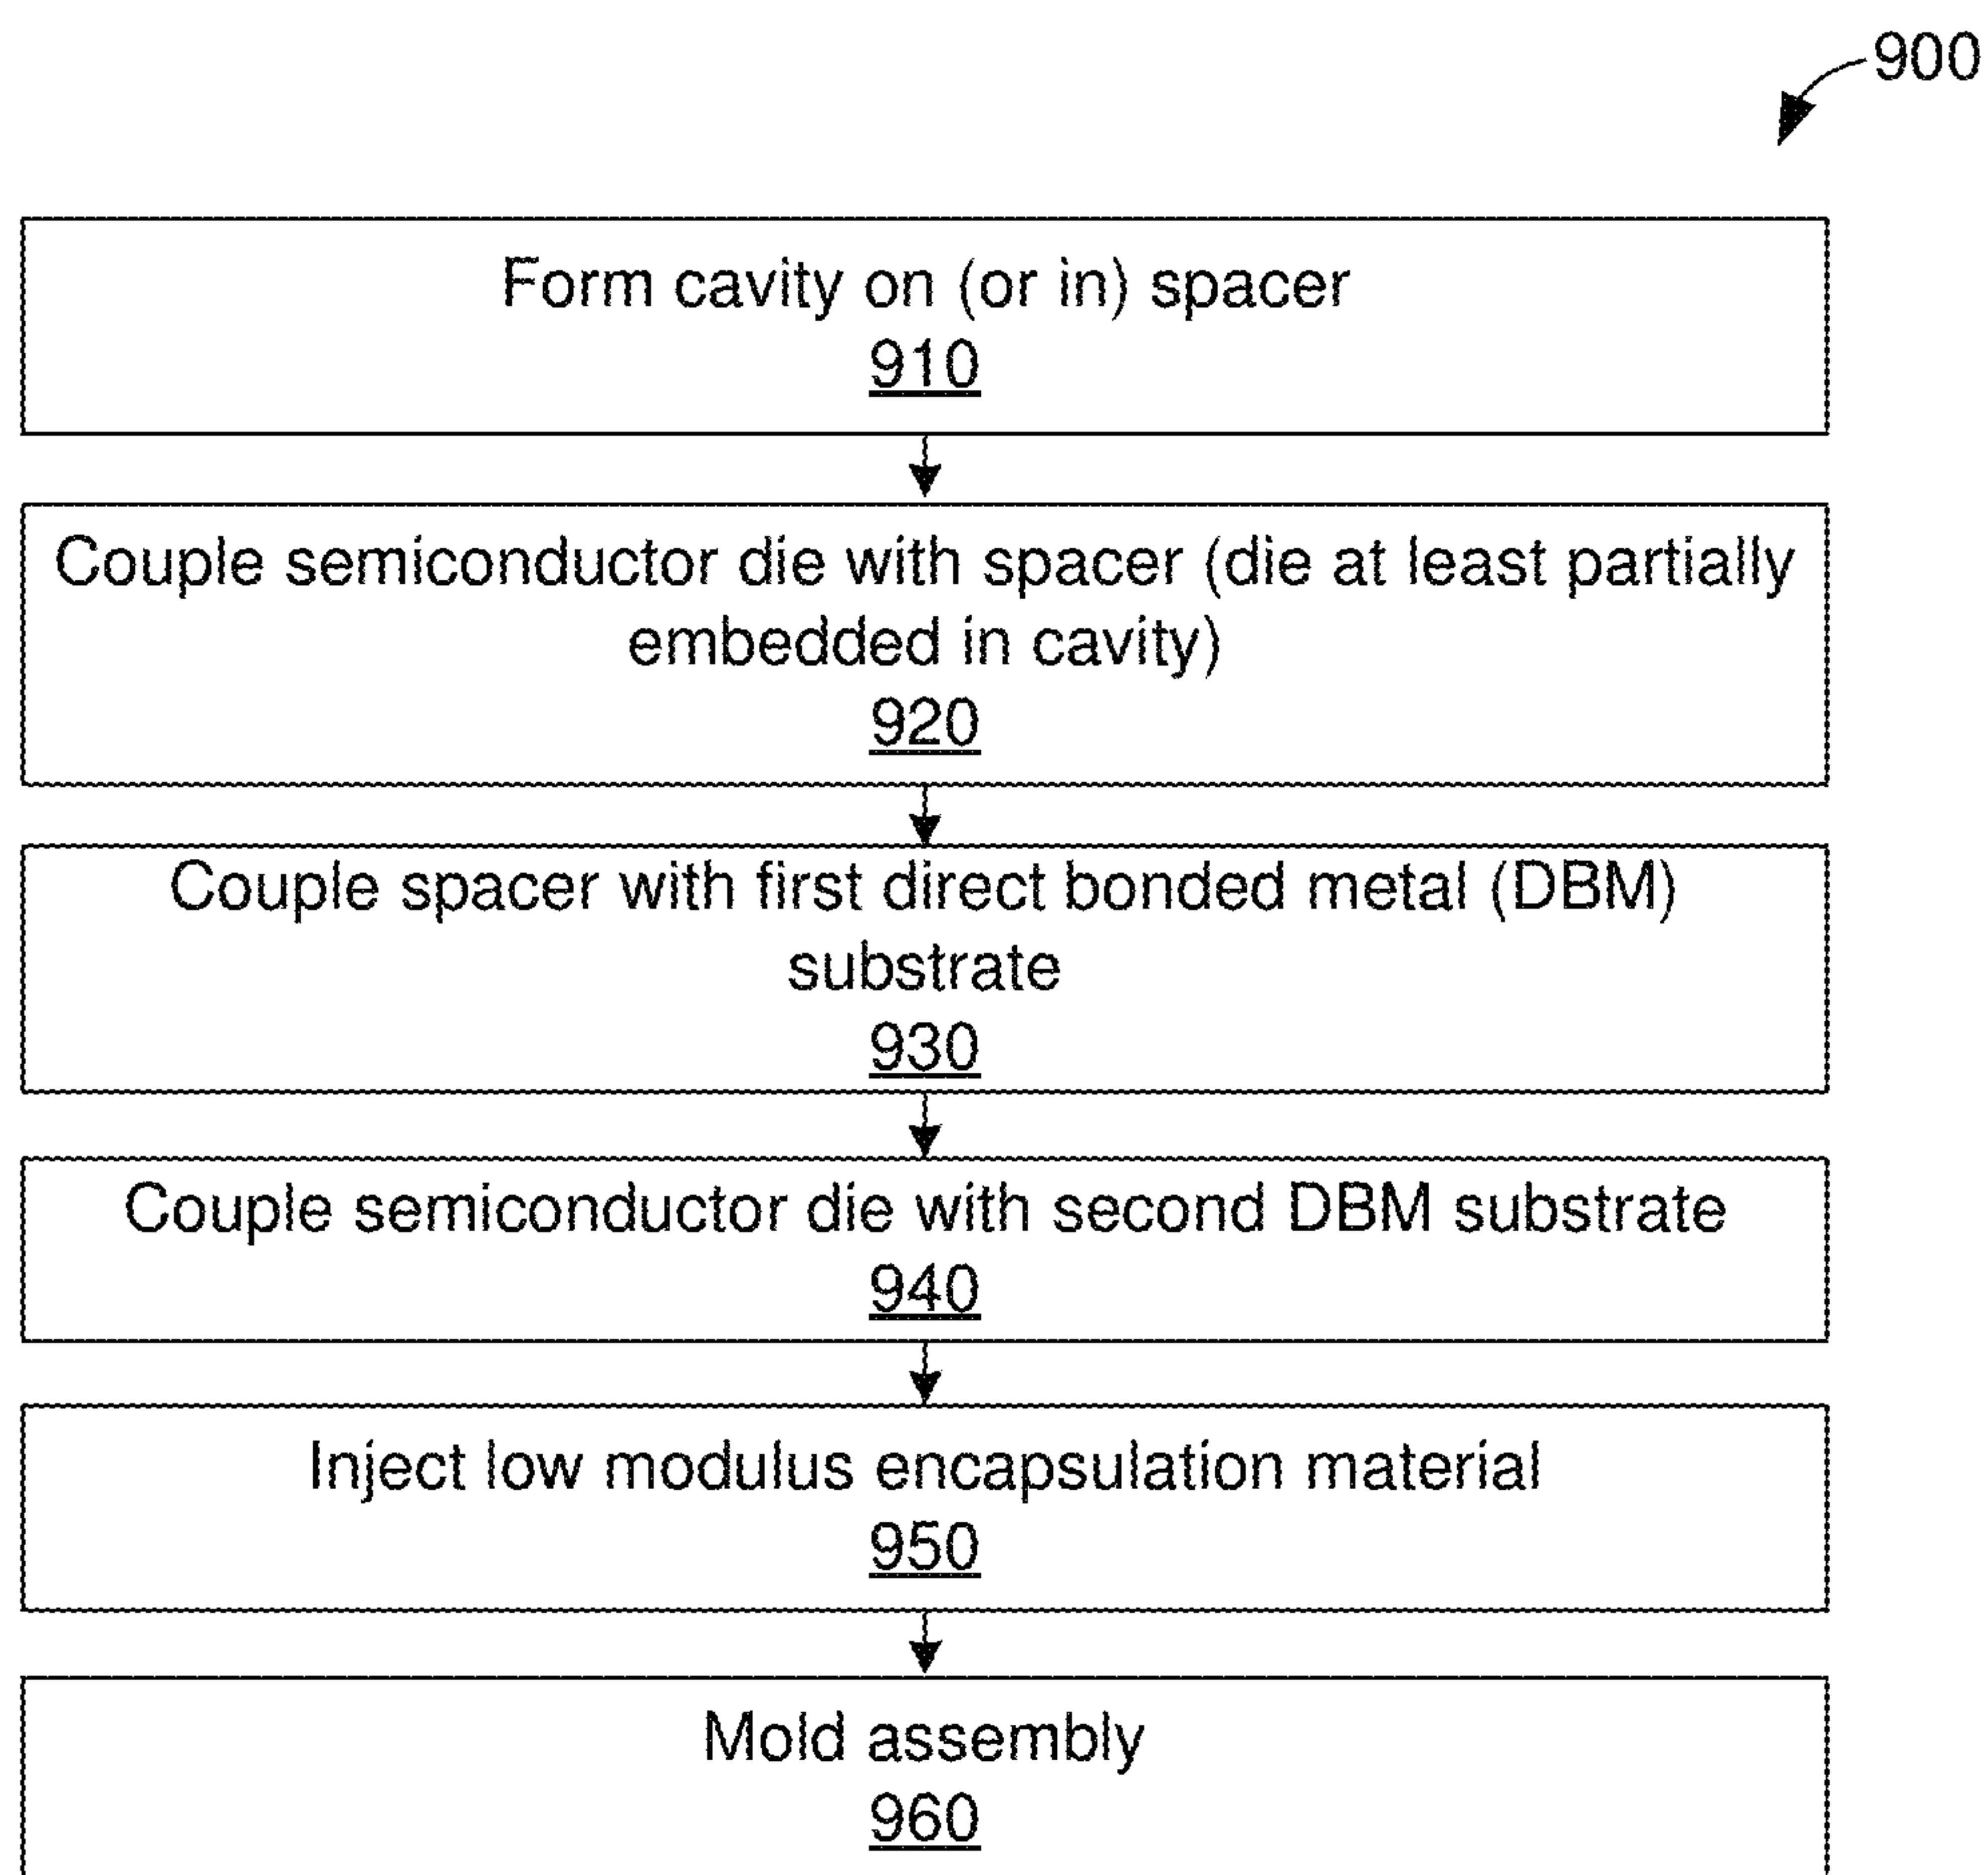 900
Form cavity on (or in) spacer
910
Couple semiconductor die with spacer (die at least partially
embedded in cavity)
920
Couple spacer with first direct bonded metal (DBM)
substrate
930
Couple semiconductor die with second DBM substrate
940
Inject low modulus encapsulation material
950
Mold assembly
960